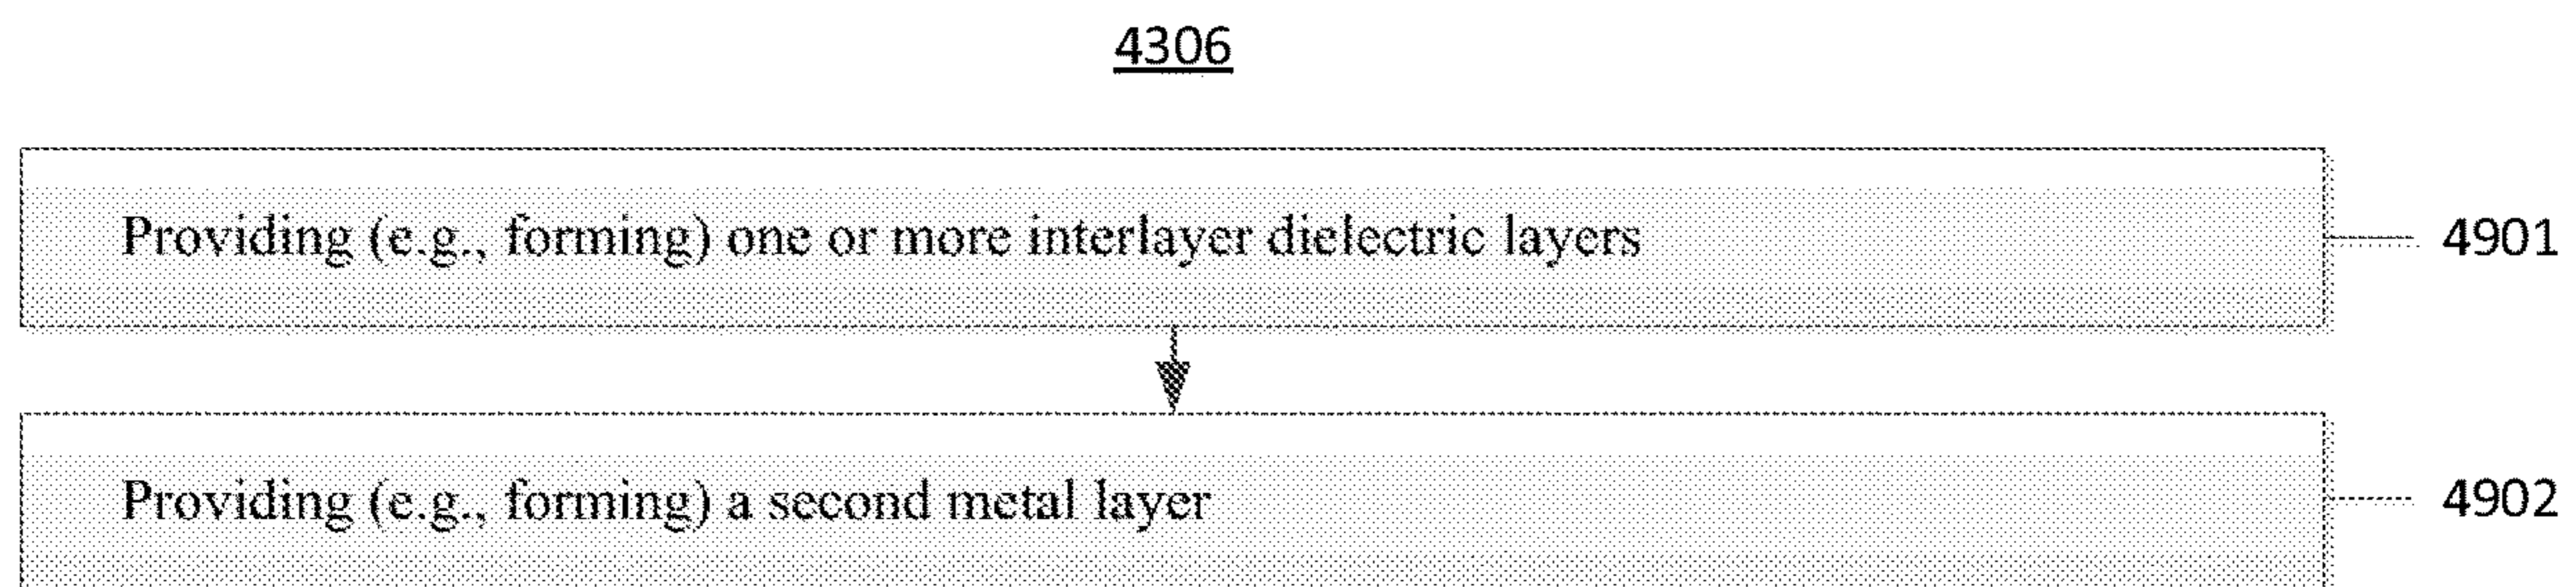 4306
Providing (e.g., forming) one or more interlayer dielectric layers
4901
Providing (e.g., forming) a second metal layer
4902